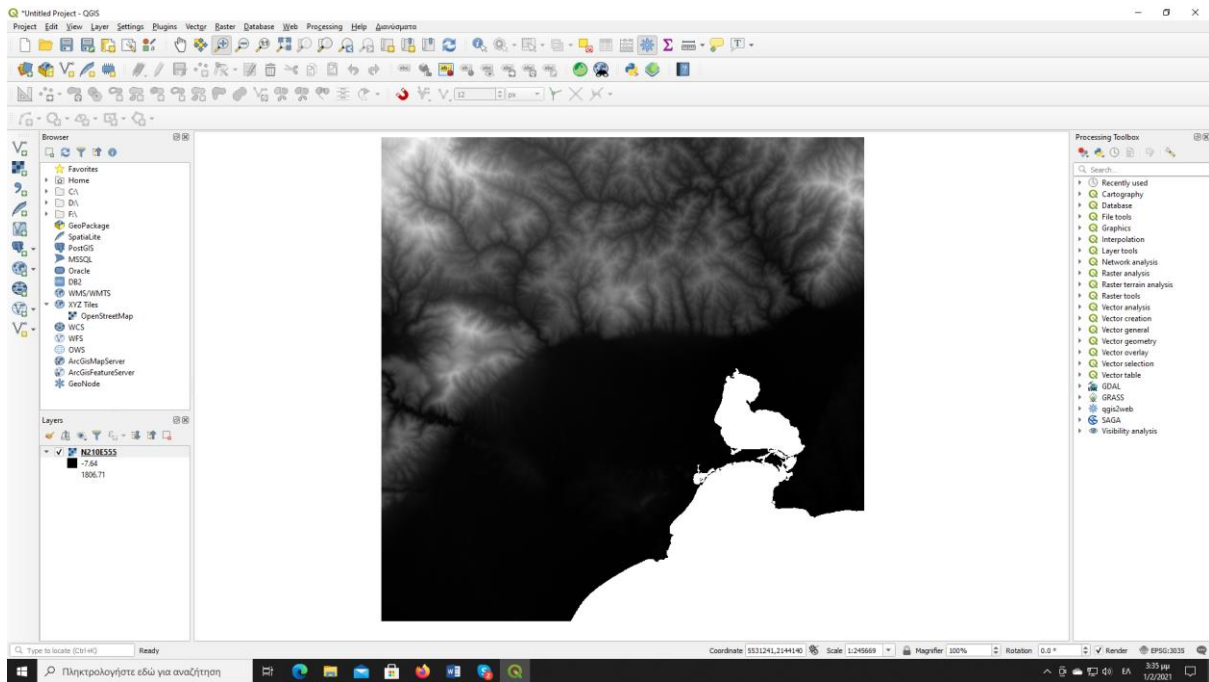 *Untitled Project - QGIS
Project Edit View Layer Settings Plugins Vector Raster Database Web Processing Help Διανύσματα
12 px
Browser
Favorites
Home
C:\
D:\
F:\
GeoPackage
SpatiaLite
PostGIS
MSSQL
Oracle
DB2
WMS/WMTS
XYZ Tiles
OpenStreetMap
WCS
WFS
OWS
ArcGisMapServer
ArcGisFeatureServer
GeoNode
Layers
N210E555
-7.64
1806.71
Processing Toolbox
Search...
Recently used
Cartography
Database
File tools
Graphics
Interpolation
Layer tools
Network analysis
Raster analysis
Raster terrain analysis
Raster tools
Vector analysis
Vector creation
Vector general
Vector geometry
Vector overlay
Vector selection
Vector table
GDAL
GRASS
qgis2web
SAGA
Visibility analysis
Type to locate (Ctrl+K) Ready Coordinate 5531241,2144140 Scale 1:245669 Magnifier 100% Rotation 0.0 ° Render EPSG:3035
Πληκτρολογήστε εδώ για αναζήτηση ΕΛ 3:35 μμ
1/2/2021